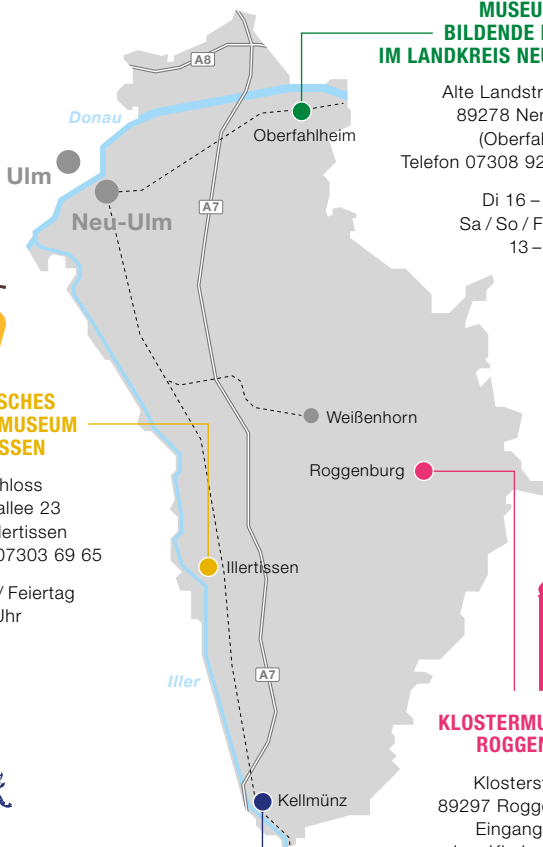 MUSEU
BILDENDE
IM LANDKREIS NEU
Alte Landstr
89278 Ner
(Oberfal
Telefon 07308 92
Di 16 –
Sa / So / F
13 –
A8
Donau
Oberfahlheim
Ulm
Neu-Ulm
A7
SCHES
MUSEUM
SSEN
Weißenhorn
Roggenburg
hloss
allee 23
lertissen
07303 69 65
/ Feiertag
Uhr
Illertissen
Iller
A7
KLOSTERMU
ROGGEN
Klosterst
89297 Rogge
Eingang
Kellmünz